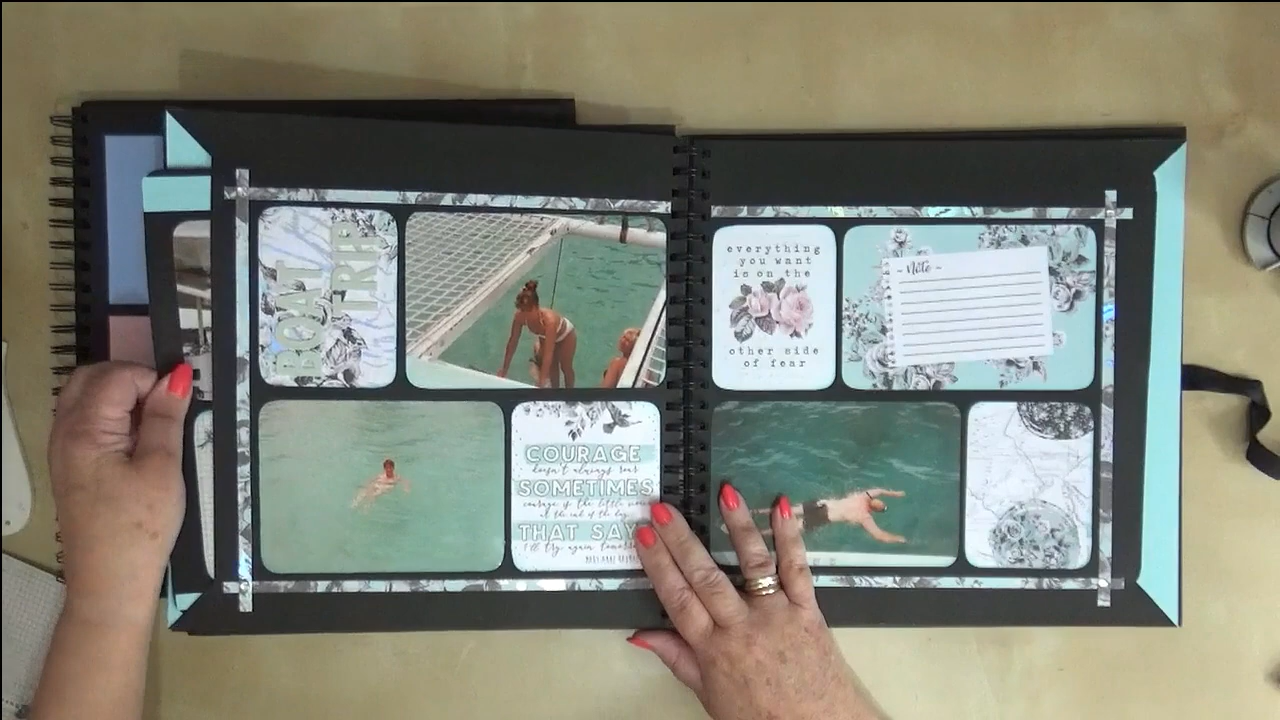 BOAT
TRIP
everything
you want
is on the
other side
of fear
~ Note ~
COURAGE
doesn't always roar
SOMETIMES
courage is the little voice
at the end of the day
THAT SAYS
I'll try again tomorrow